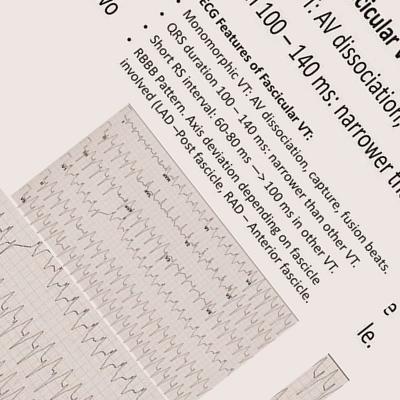 cicular V
T: AV dissociation,
100 – 140 ms: narrower th
ECG Features of Fascicular VT:
Monomorphic VT: AV dissociation, capture, fusion beats.
• QRS duration 100 – 140 ms: narrower than other VT.
• Short RS interval: 60-80 ms --> 100 ms in other VT.
• RBBB Pattern. Axis deviation depending on fascicle
involved (LAD –Post fascicle, RAD – Anterior fascicle.
le.